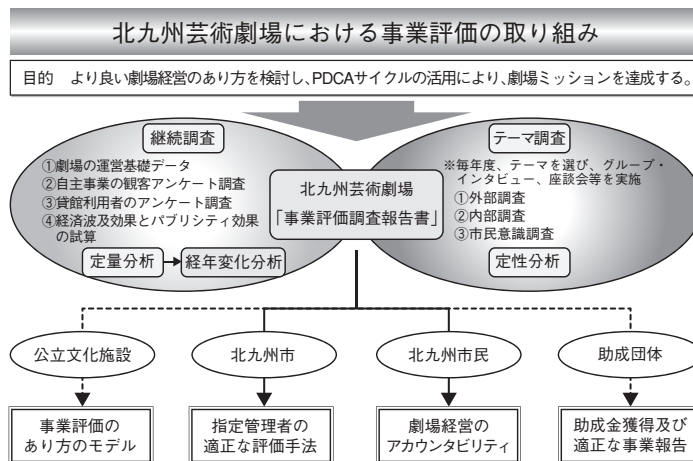 北九州芸術劇場における事業評価の取り組み
目的　より良い劇場経営のあり方を検討し、PDCAサイクルの活用により、劇場ミッションを達成する。
継続調査
①劇場の運営基礎データ
②自主事業の観客アンケート調査
③貸館利用者のアンケート調査
④経済波及効果とパブリシティ効果
の試算
定量分析
経年変化分析
北九州芸術劇場
「事業評価調査報告書」
テーマ調査
※毎年度、テーマを選び、グループ・
インタビュー、座談会等を実施
①外部調査
②内部調査
③市民意識調査
定性分析
公立文化施設
北九州市
北九州市民
助成団体
事業評価の
あり方のモデル
指定管理者の
適正な評価手法
劇場経営の
アカウンタビリティ
助成金獲得及び
適正な事業報告